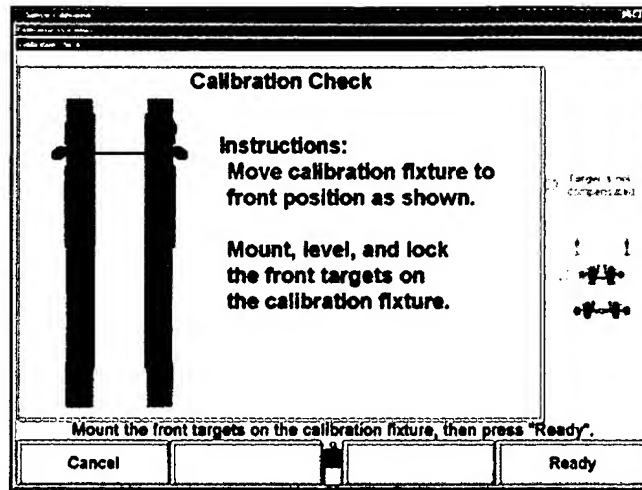 Calibration Check
Instructions:
Move calibration fixture to
front position as shown.
Mount, level, and lock
the front targets on
the calibration fixture.
compensated
Mount the front targets on the calibration fixture, then press "Ready".
Cancel
Ready